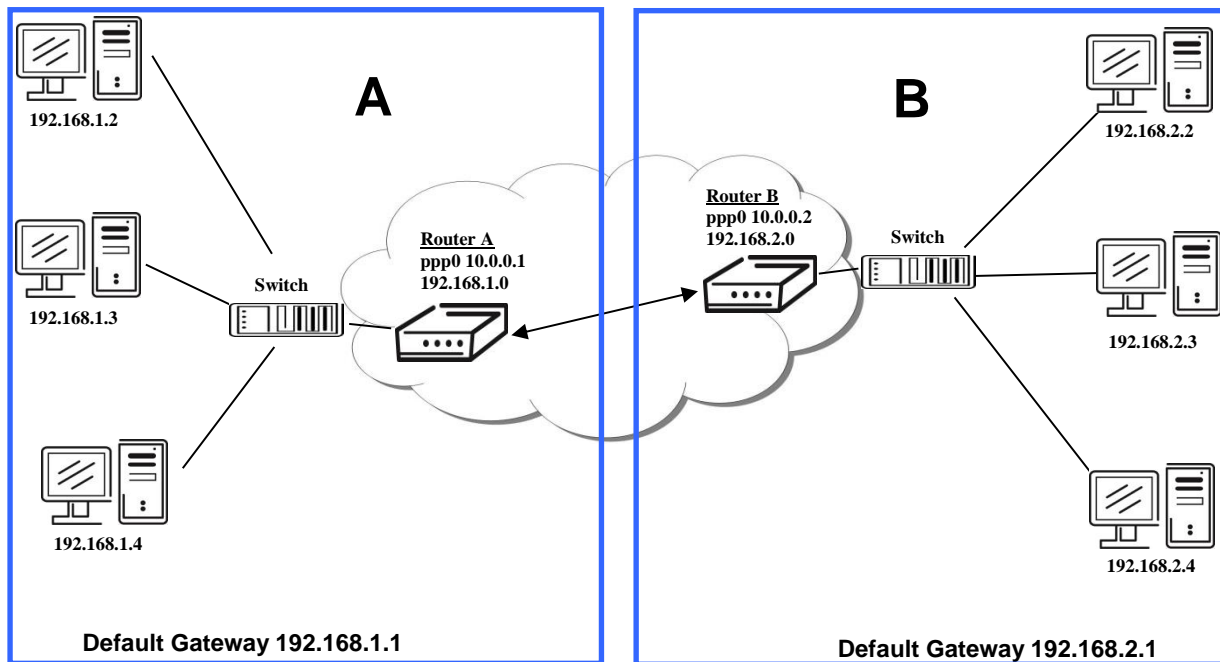 A
B
192.168.1.2
192.168.2.2
Router A
ppp0 10.0.0.1
192.168.1.0
Router B
ppp0 10.0.0.2
192.168.2.0
Switch
Switch
192.168.1.3
192.168.2.3
192.168.1.4
192.168.2.4
Default Gateway 192.168.1.1
Default Gateway 192.168.2.1